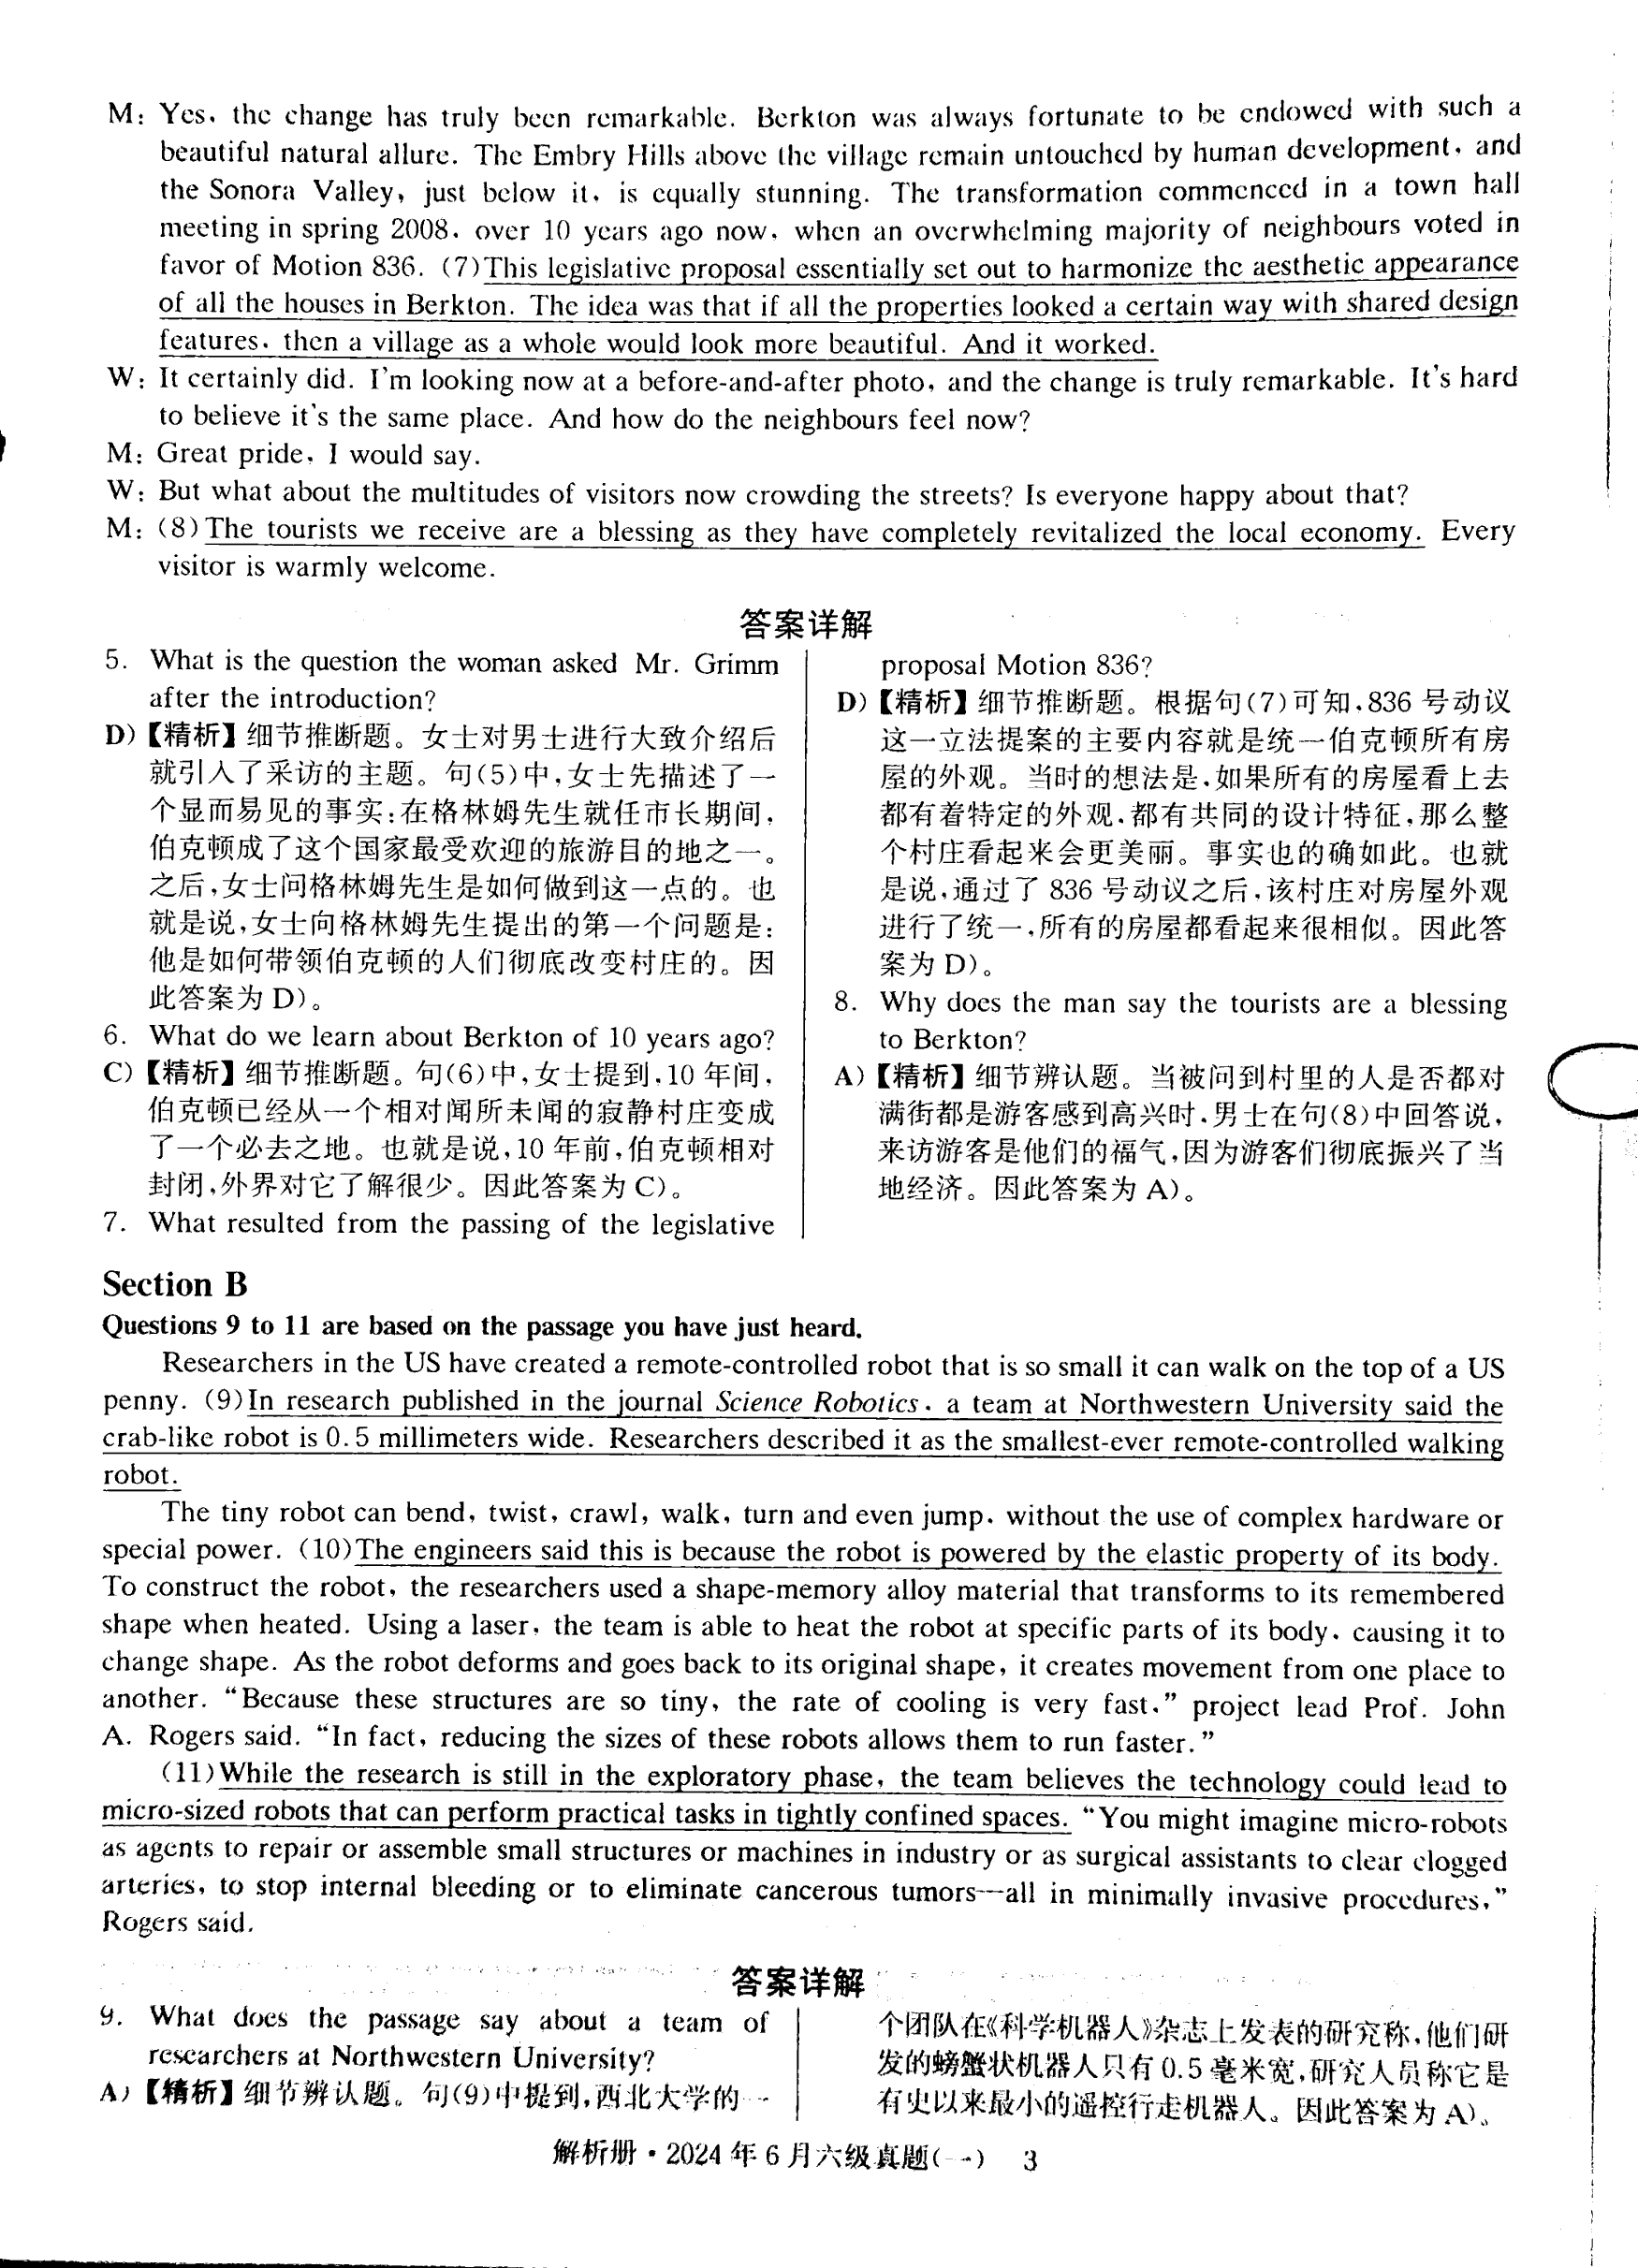 M: Yes, the change has truly been remarkable. Berkton was always fortunate to be endowed with such a
beautiful natural allure. The Embry Hills above the village remain untouched by human development, and
the Sonora Valley, just below it, is equally stunning. The transformation commenced in a town hall
meeting in spring 2008, over 10 years ago now, when an overwhelming majority of neighbours voted in
favor of Motion 836. (7)This legislative proposal essentially set out to harmonize the aesthetic appearance
of all the houses in Berkton. The idea was that if all the properties looked a certain way with shared design
features, then a village as a whole would look more beautiful. And it worked.
W: It certainly did. I'm looking now at a before-and-after photo, and the change is truly remarkable. It's hard
to believe it's the same place. And how do the neighbours feel now?
M: Great pride, I would say.
W: But what about the multitudes of visitors now crowding the streets? Is everyone happy about that?
M: (8)The tourists we receive are a blessing as they have completely revitalized the local economy. Every
visitor is warmly welcome.
答案详解
5. What is the question the woman asked Mr. Grimm
after the introduction?
D)【精析】细节推断题。女士对男士进行大致介绍后
就引入了采访的主题。句(5)中,女士先描述了一
个显而易见的事实:在格林姆先生就任市长期间,
伯克顿成了这个国家最受欢迎的旅游目的地之一。
之后,女士问格林姆先生是如何做到这一点的。也
就是说,女士向格林姆先生提出的第一个问题是:
他是如何带领伯克顿的人们彻底改变村庄的。因
此答案为 D)。
6. What do we learn about Berkton of 10 years ago?
C)【精析】细节推断题。句(6)中,女士提到,10 年间,
伯克顿已经从一个相对闻所未闻的寂静村庄变成
了一个必去之地。也就是说,10 年前,伯克顿相对
封闭,外界对它了解很少。因此答案为 C)。
7. What resulted from the passing of the legislative
proposal Motion 836?
D)【精析】细节推断题。根据句(7)可知,836 号动议
这一立法提案的主要内容就是统一伯克顿所有房
屋的外观。当时的想法是,如果所有的房屋看上去
都有着特定的外观,都有共同的设计特征,那么整
个村庄看起来会更美丽。事实也的确如此。也就
是说,通过了 836 号动议之后,该村庄对房屋外观
进行了统一,所有的房屋都看起来很相似。因此答
案为 D)。
8. Why does the man say the tourists are a blessing
to Berkton?
A)【精析】细节辨认题。当被问到村里的人是否都对
满街都是游客感到高兴时,男士在句(8)中回答说,
来访游客是他们的福气,因为游客们彻底振兴了当
地经济。因此答案为 A)。
Section B
Questions 9 to 11 are based on the passage you have just heard.
Researchers in the US have created a remote-controlled robot that is so small it can walk on the top of a US
penny. (9)In research published in the journal Science Robotics, a team at Northwestern University said the
crab-like robot is 0.5 millimeters wide. Researchers described it as the smallest-ever remote-controlled walking
robot.
The tiny robot can bend, twist, crawl, walk, turn and even jump, without the use of complex hardware or
special power. (10)The engineers said this is because the robot is powered by the elastic property of its body.
To construct the robot, the researchers used a shape-memory alloy material that transforms to its remembered
shape when heated. Using a laser, the team is able to heat the robot at specific parts of its body, causing it to
change shape. As the robot deforms and goes back to its original shape, it creates movement from one place to
another. “Because these structures are so tiny, the rate of cooling is very fast,” project lead Prof. John
A. Rogers said. “In fact, reducing the sizes of these robots allows them to run faster.”
(11)While the research is still in the exploratory phase, the team believes the technology could lead to
micro-sized robots that can perform practical tasks in tightly confined spaces. “You might imagine micro-robots
as agents to repair or assemble small structures or machines in industry or as surgical assistants to clear clogged
arteries, to stop internal bleeding or to eliminate cancerous tumors—all in minimally invasive procedures,”
Rogers said.
答案详解
9. What does the passage say about a team of
researchers at Northwestern University?
A)【精析】细节辨认题。句(9)中提到,西北大学的一
个团队在《科学机器人》杂志上发表的研究称,他们研
发的螃蟹状机器人只有 0.5 毫米宽,研究人员称它是
有史以来最小的遥控行走机器人。因此答案为 A)。
解析册·2024 年 6 月六级真题(一) 3